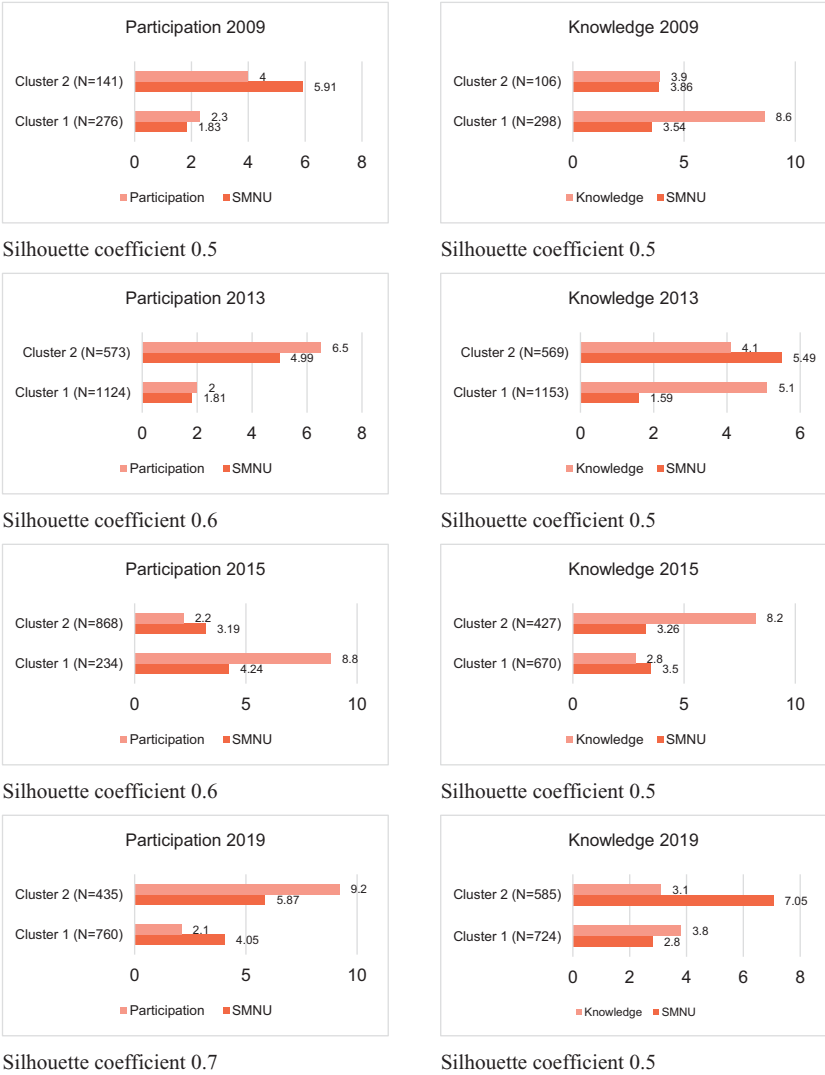 Participation 2009
Cluster 2 (N=141)
4
5.91
Cluster 1 (N=276)
2.3
1.83
0 2 4 6 8
Participation SMNU
Silhouette coefficient 0.5
Knowledge 2009
Cluster 2 (N=106)
3.9
3.86
Cluster 1 (N=298)
8.6
3.54
0 5 10
Knowledge SMNU
Silhouette coefficient 0.5
Participation 2013
Cluster 2 (N=573)
6.5
4.99
Cluster 1 (N=1124)
2
1.81
0 2 4 6 8
Participation SMNU
Silhouette coefficient 0.6
Knowledge 2013
Cluster 2 (N=569)
4.1
5.49
Cluster 1 (N=1153)
5.1
1.59
0 2 4 6
Knowledge SMNU
Silhouette coefficient 0.5
Participation 2015
Cluster 2 (N=868)
2.2
3.19
Cluster 1 (N=234)
8.8
4.24
0 5 10
Participation SMNU
Silhouette coefficient 0.6
Knowledge 2015
Cluster 2 (N=427)
8.2
3.26
Cluster 1 (N=670)
2.8
3.5
0 5 10
Knowledge SMNU
Silhouette coefficient 0.5
Participation 2019
Cluster 2 (N=435)
9.2
5.87
Cluster 1 (N=760)
2.1
4.05
0 5 10
Participation SMNU
Silhouette coefficient 0.7
Knowledge 2019
Cluster 2 (N=585)
3.1
7.05
Cluster 1 (N=724)
3.8
2.8
0 2 4 6 8
Knowledge SMNU
Silhouette coefficient 0.5